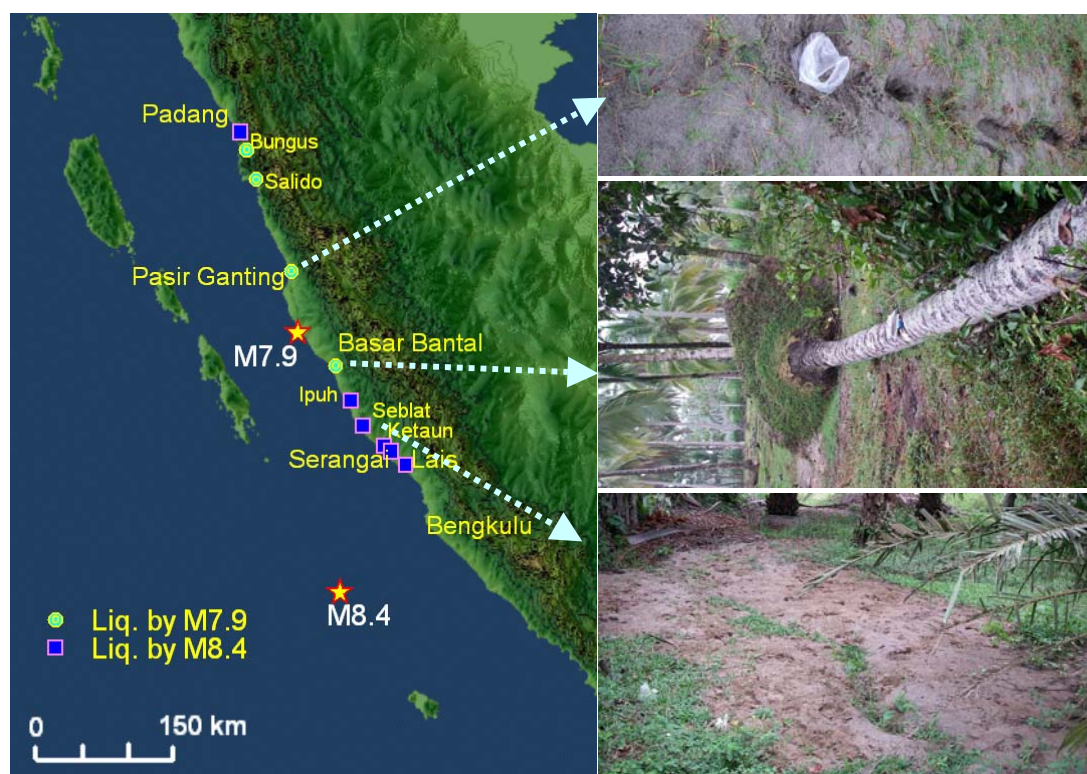 Padang
Bungus
Salido
Pasir Ganting
M7.9
Basar Bantal
Ipuh
Seblat
Ketaun
Serangai Lais
Bengkulu
M8.4
Liq. by M7.9
Liq. by M8.4
0 150 km